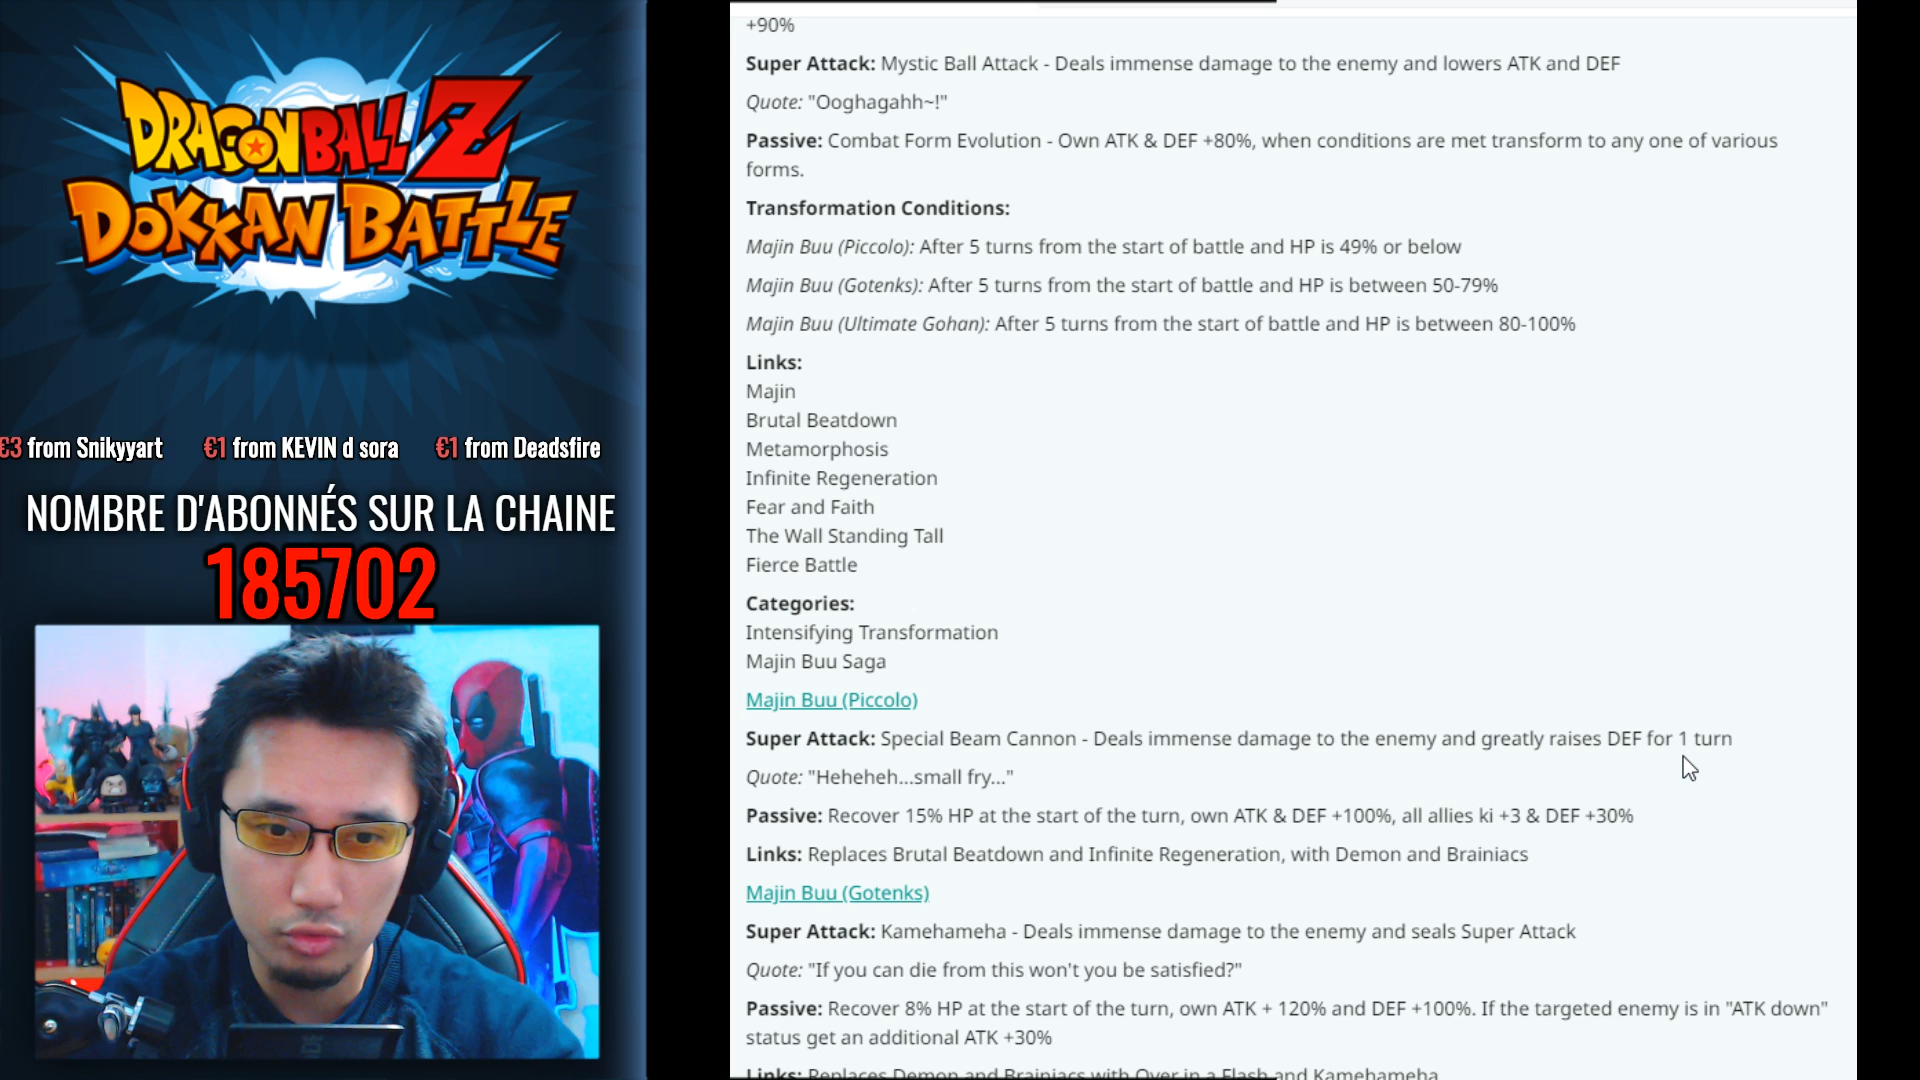 DRAGONBALL Z
DOKKAN BATTLE
€3 from Snikyyart €1 from KEVIN d sora €1 from Deadsfire
NOMBRE D'ABONNÉS SUR LA CHAINE
185702
+90%
Super Attack: Mystic Ball Attack - Deals immense damage to the enemy and lowers ATK and DEF
Quote: "Ooghagahh~!"
Passive: Combat Form Evolution - Own ATK & DEF +80%, when conditions are met transform to any one of various
forms.
Transformation Conditions:
Majin Buu (Piccolo): After 5 turns from the start of battle and HP is 49% or below
Majin Buu (Gotenks): After 5 turns from the start of battle and HP is between 50-79%
Majin Buu (Ultimate Gohan): After 5 turns from the start of battle and HP is between 80-100%
Links:
Majin
Brutal Beatdown
Metamorphosis
Infinite Regeneration
Fear and Faith
The Wall Standing Tall
Fierce Battle
Categories:
Intensifying Transformation
Majin Buu Saga
Majin Buu (Piccolo)
Super Attack: Special Beam Cannon - Deals immense damage to the enemy and greatly raises DEF for 1 turn
Quote: "Heheheh...small fry..."
Passive: Recover 15% HP at the start of the turn, own ATK & DEF +100%, all allies ki +3 & DEF +30%
Links: Replaces Brutal Beatdown and Infinite Regeneration, with Demon and Brainiacs
Majin Buu (Gotenks)
Super Attack: Kamehameha - Deals immense damage to the enemy and seals Super Attack
Quote: "If you can die from this won't you be satisfied?"
Passive: Recover 8% HP at the start of the turn, own ATK + 120% and DEF +100%. If the targeted enemy is in "ATK down"
status get an additional ATK +30%
Links: Replaces Demon and Brainiacs with Over in a Flash and Kamehameha